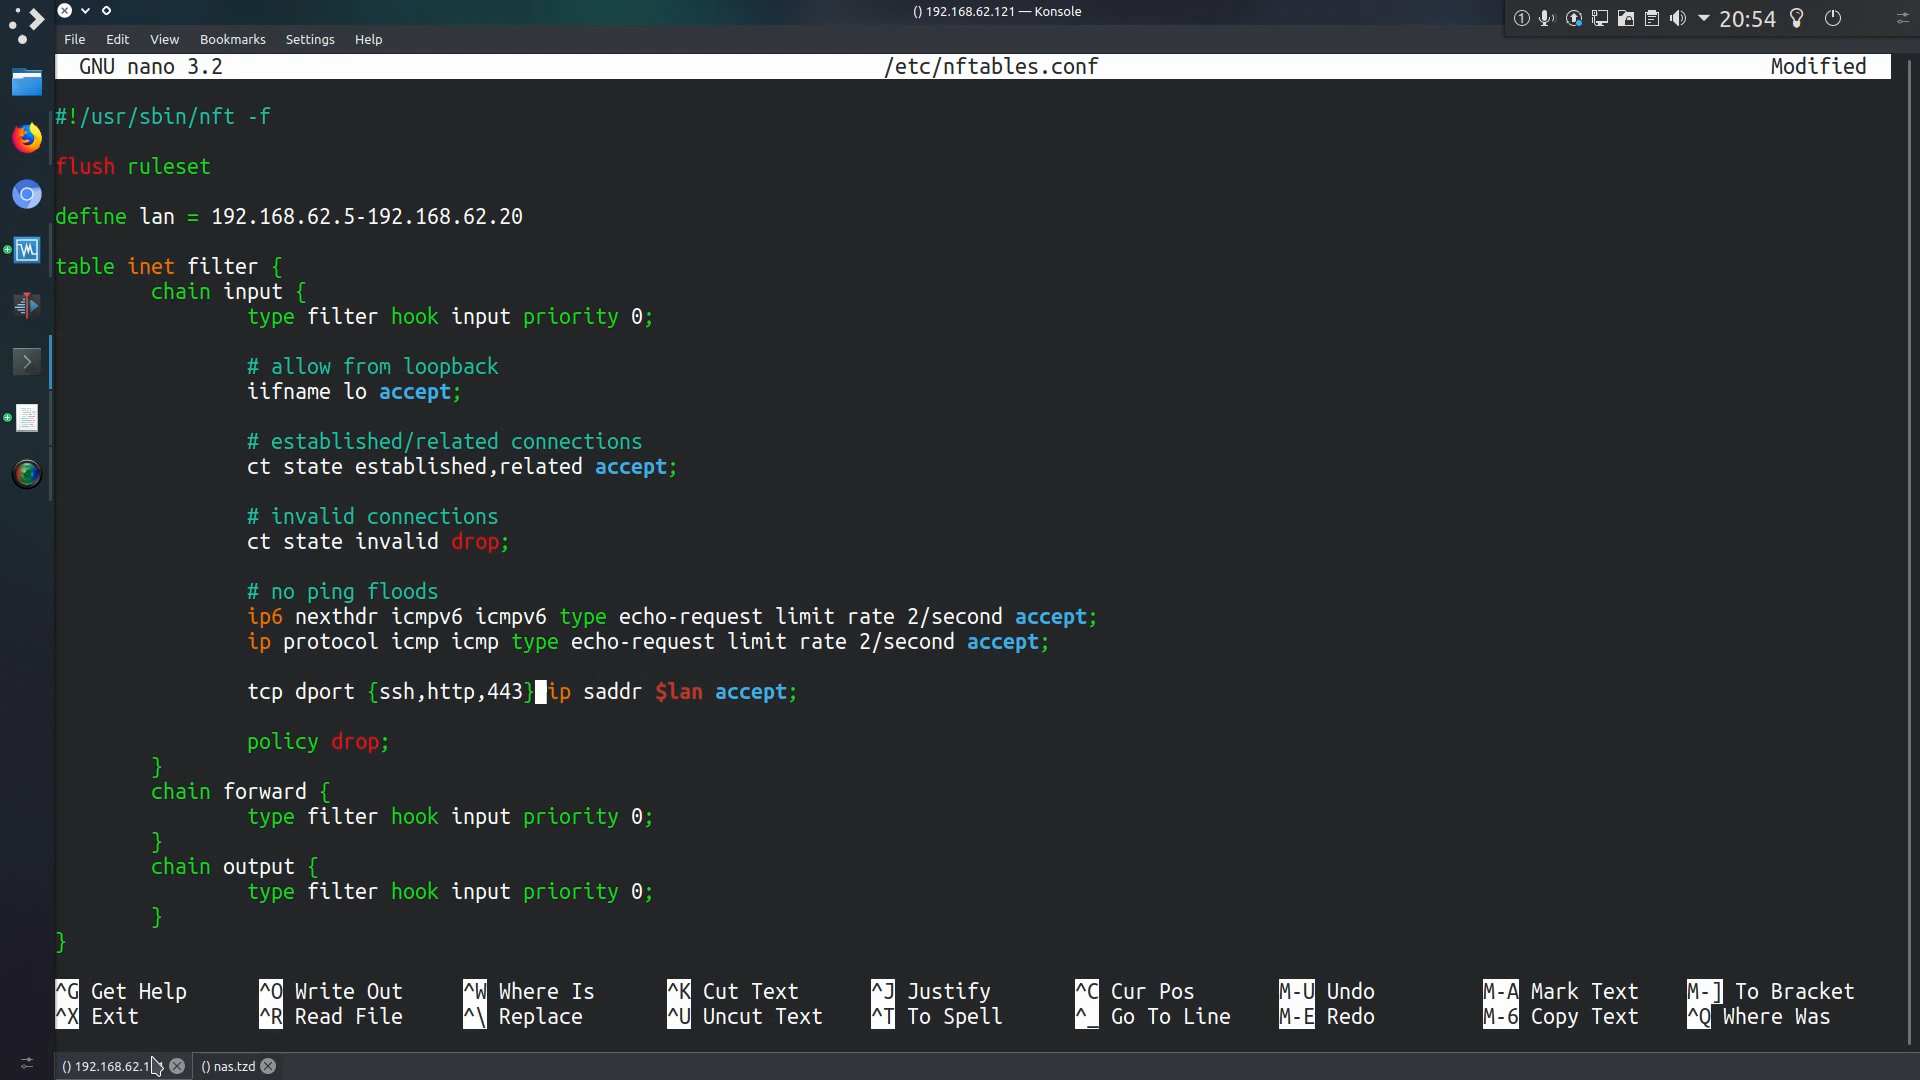 () 192.168.62.121 — Konsole
20:54
File Edit View Bookmarks Settings Help
GNU nano 3.2 /etc/nftables.conf Modified
#!/usr/sbin/nft -f
flush ruleset
define lan = 192.168.62.5-192.168.62.20
table inet filter {
chain input {
type filter hook input priority 0;
# allow from loopback
iifname lo accept;
# established/related connections
ct state established,related accept;
# invalid connections
ct state invalid drop;
# no ping floods
ip6 nexthdr icmpv6 icmpv6 type echo-request limit rate 2/second accept;
ip protocol icmp icmp type echo-request limit rate 2/second accept;
tcp dport {ssh,http,443} ip saddr $lan accept;
policy drop;
}
chain forward {
type filter hook input priority 0;
}
chain output {
type filter hook input priority 0;
}
}
^G Get Help ^O Write Out ^W Where Is ^K Cut Text ^J Justify ^C Cur Pos M-U Undo M-A Mark Text M-] To Bracket
^X Exit ^R Read File ^\ Replace ^U Uncut Text ^T To Spell ^_ Go To Line M-E Redo M-6 Copy Text ^Q Where Was
() nas.tzd